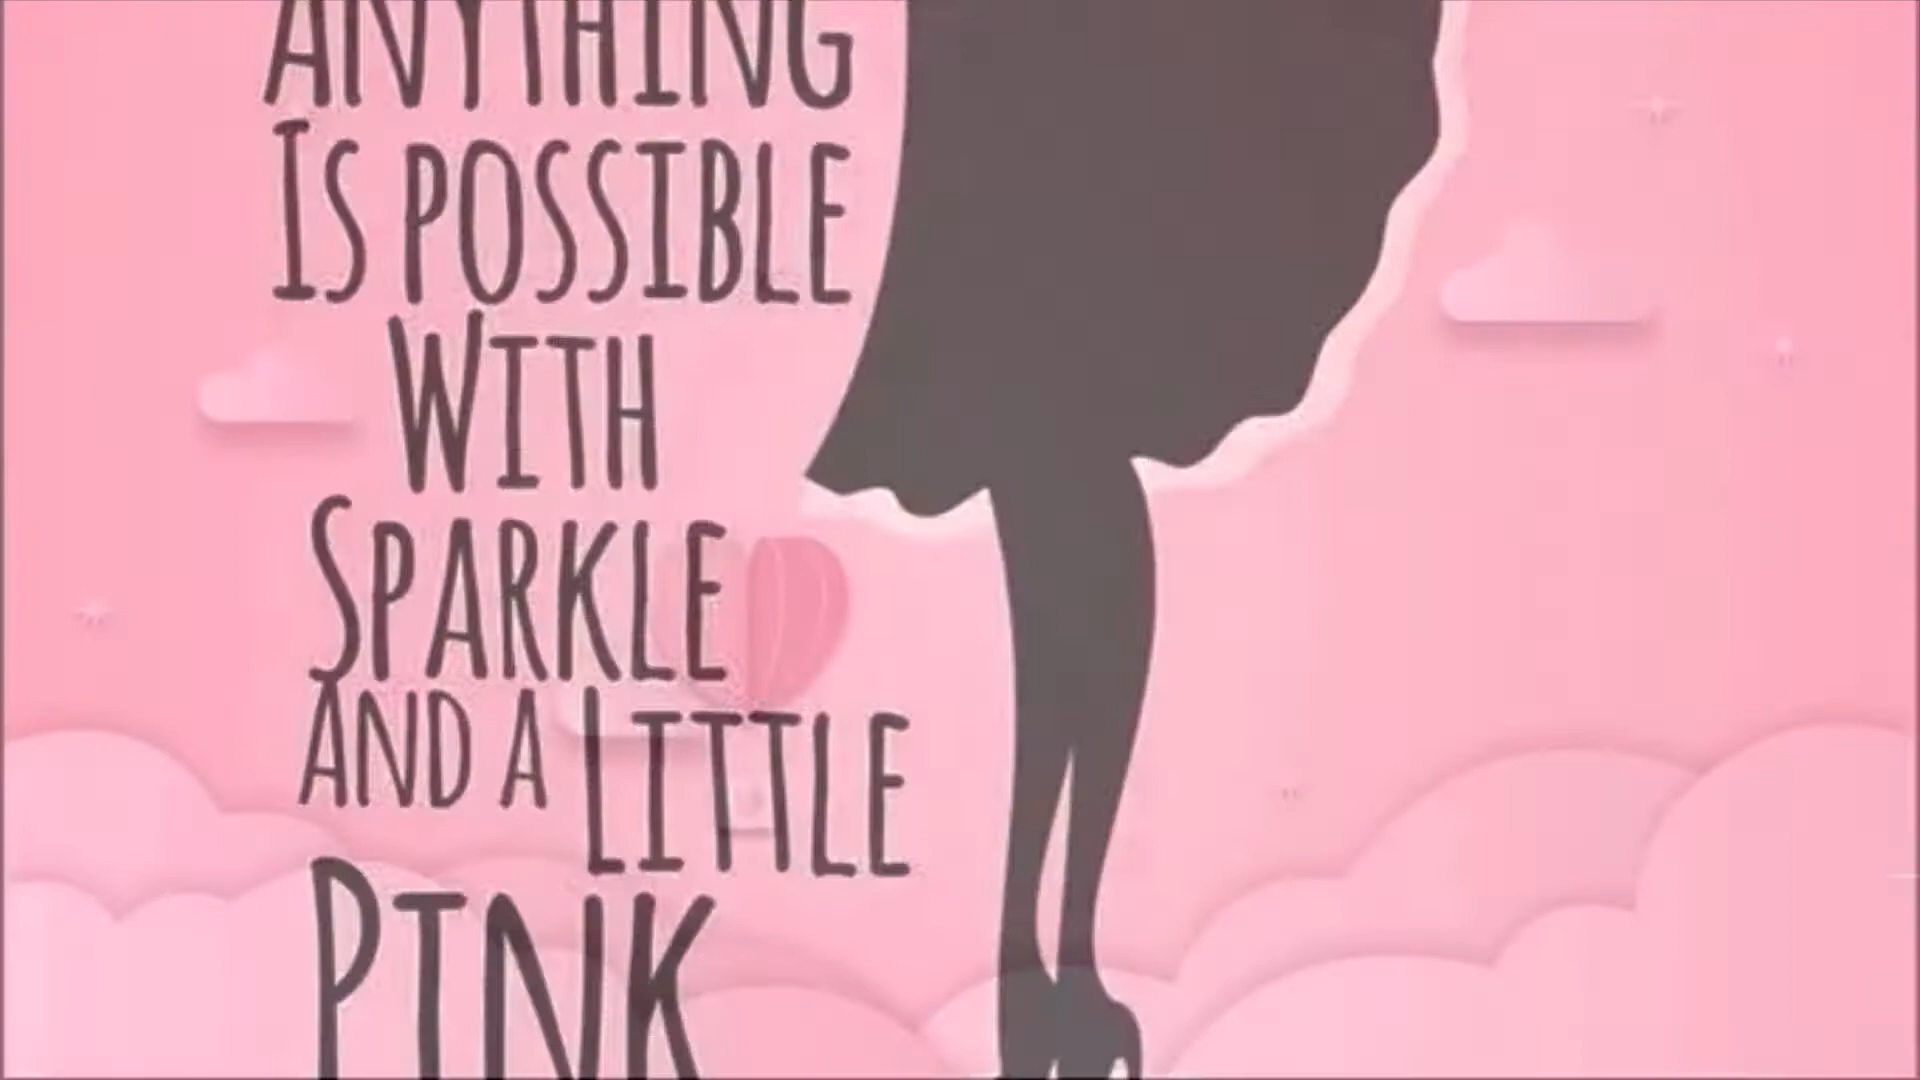 ANYTHING
IS POSSIBLE
WITH
SPARKLE
AND A LITTLE
PINK